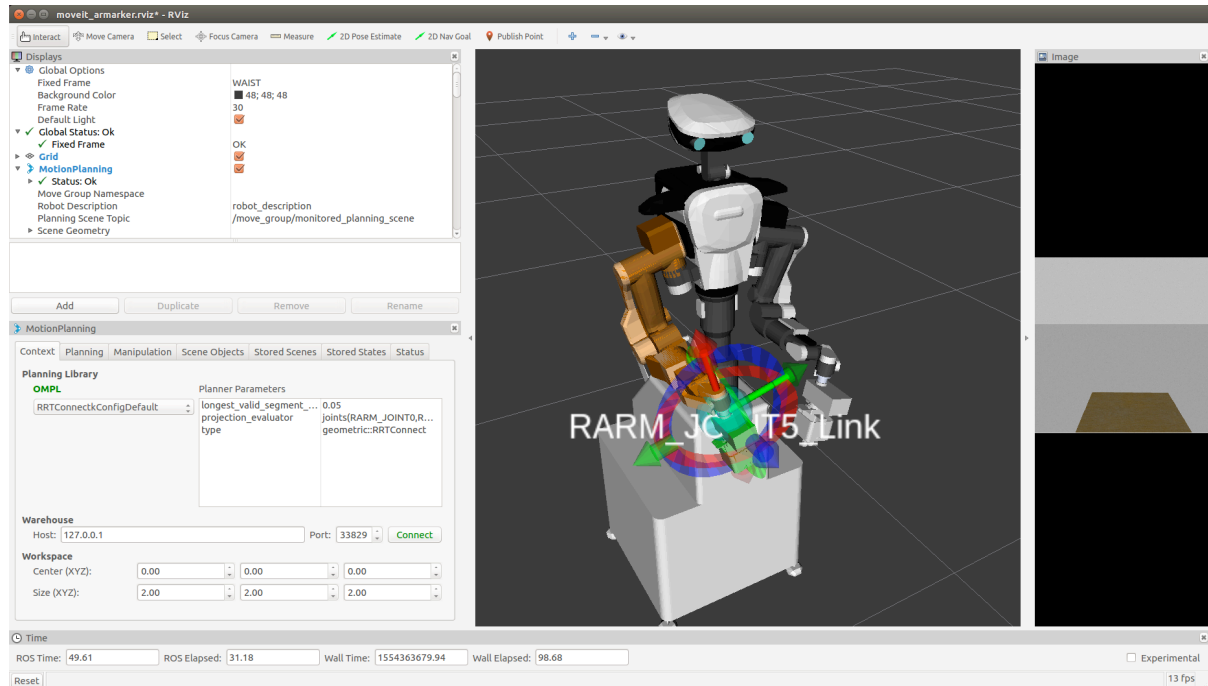 moveit_armarker.rviz* - RViz
Interact Move Camera Select Focus Camera Measure 2D Pose Estimate 2D Nav Goal Publish Point
Displays
Global Options
Fixed Frame WAIST
Background Color 48; 48; 48
Frame Rate 30
Default Light
Global Status: Ok
Fixed Frame OK
Grid
MotionPlanning
Status: Ok
Move Group Namespace
Robot Description robot_description
Planning Scene Topic /move_group/monitored_planning_scene
Scene Geometry
Add Duplicate Remove Rename
MotionPlanning
Context Planning Manipulation Scene Objects Stored Scenes Stored States Status
Planning Library
OMPL Planner Parameters
RRTConnectkConfigDefault
longest_valid_segment_... 0.05
projection_evaluator joints(RARM_JOINT0,R...
type geometric::RRTConnect
Warehouse
Host: 127.0.0.1 Port: 33829 Connect
Workspace
Center (XYZ): 0.00 0.00 0.00
Size (XYZ): 2.00 2.00 2.00
RARM_JO IT5_Link
Image
Time
ROS Time: 49.61 ROS Elapsed: 31.18 Wall Time: 1554363679.94 Wall Elapsed: 98.68 Experimental
Reset 13 fps